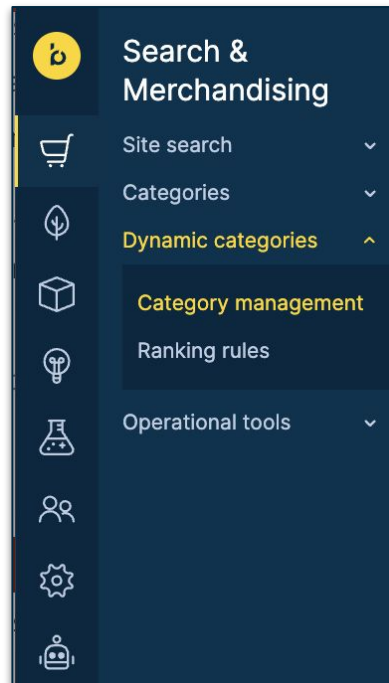 Search &
Merchandising
Site search
Categories
Dynamic categories
Category management
Ranking rules
Operational tools